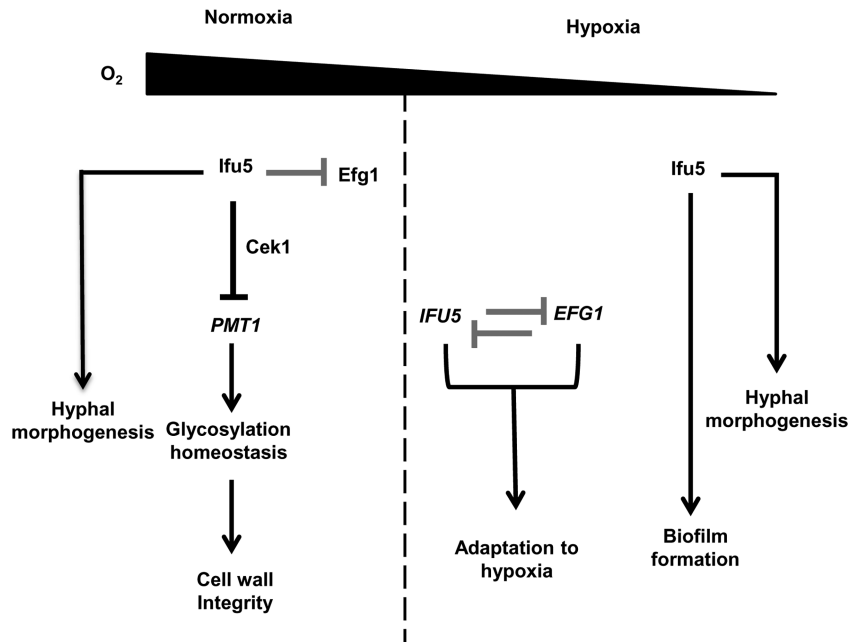 Normoxia
Hypoxia
O2
Ifu5
Efg1
Cek1
PMT1
Hyphal
morphogenesis
Glycosylation
homeostasis
Cell wall
Integrity
IFU5
EFG1
Adaptation to
hypoxia
Ifu5
Hyphal
morphogenesis
Biofilm
formation